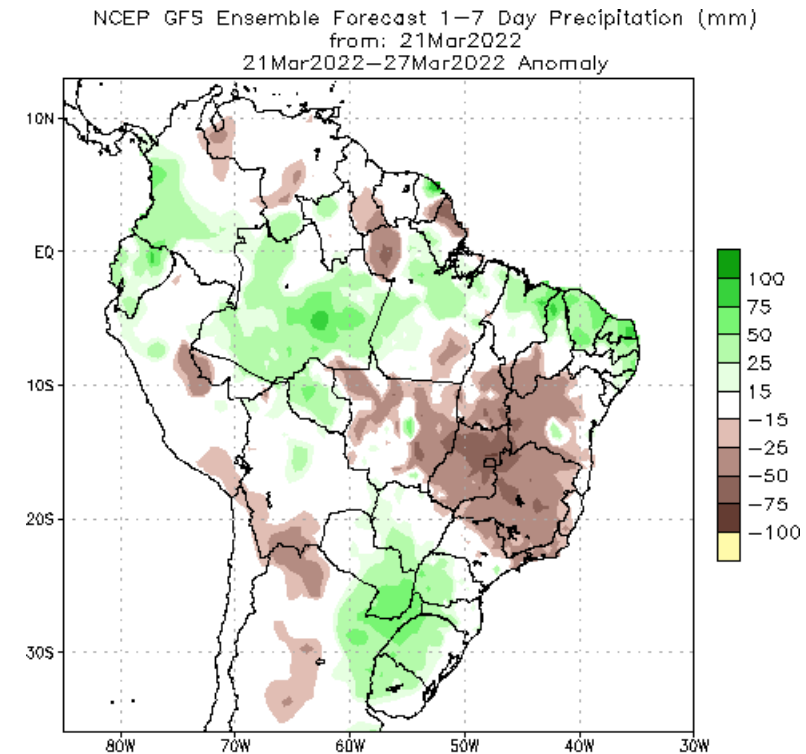 NCEP GFS Ensemble Forecast 1-7 Day Precipitation (mm)
from: 21Mar2022
21Mar2022-27Mar2022 Anomaly
10N
EQ
10S
20S
30S
80W
70W
60W
50W
40W
30W
100
75
50
25
15
-15
-25
-50
-75
-100